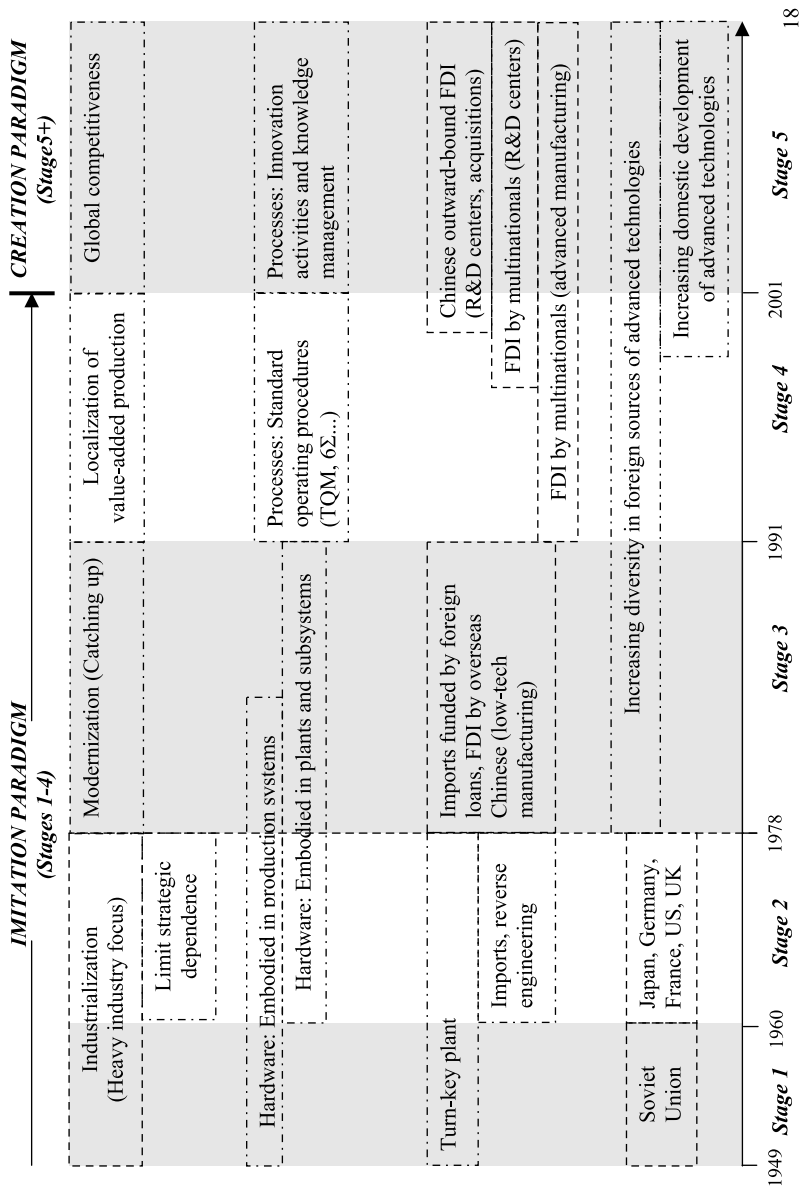 IMITATION PARADIGM
(Stages 1-4)
CREATION PARADIGM
(Stage5+)
Industrialization
(Heavy industry focus)
Modernization (Catching up)
Localization of
value-added production
Global competitiveness
Limit strategic
dependence
Hardware: Embodied in production systems
Hardware: Embodied in plants and subsystems
Processes: Standard
operating procedures
(TQM, 6Σ...)
Processes: Innovation
activities and knowledge
management
Turn-key plant
Imports, reverse
engineering
Imports funded by foreign
loans, FDI by overseas
Chinese (low-tech
manufacturing)
Chinese outward-bound FDI
(R&D centers, acquisitions)
FDI by multinationals (R&D centers)
FDI by multinationals (advanced manufacturing)
Soviet
Union
Japan, Germany,
France, US, UK
Increasing diversity in foreign sources of advanced technologies
Increasing domestic development
of advanced technologies
1949
1960
1978
1991
2001
Stage 1
Stage 2
Stage 3
Stage 4
Stage 5
18